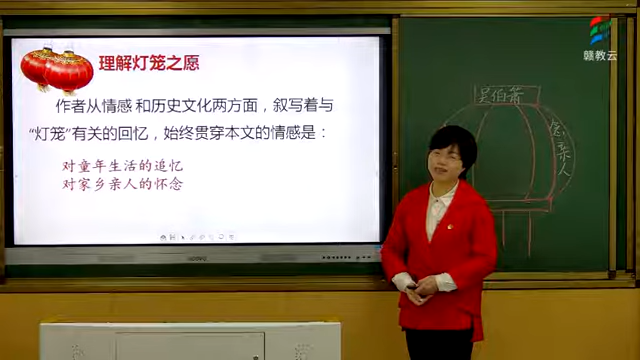 理解灯笼之愿
作者从情感 和历史文化两方面，叙写着与
“灯笼”有关的回忆，始终贯穿本文的情感是：
对童年生活的追忆
对家乡亲人的怀念
赣教云
吴伯箫
亲人